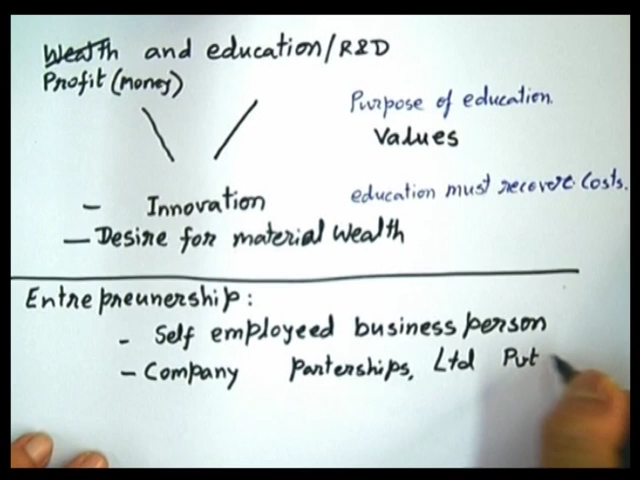 Wealth and education/R&D
Profit (money)
Purpose of education.
Values
education must recover costs.
- Innovation
- Desire for material wealth
Entrepreunership:
- Self employeed business person
- Company Parterships, Ltd Pvt